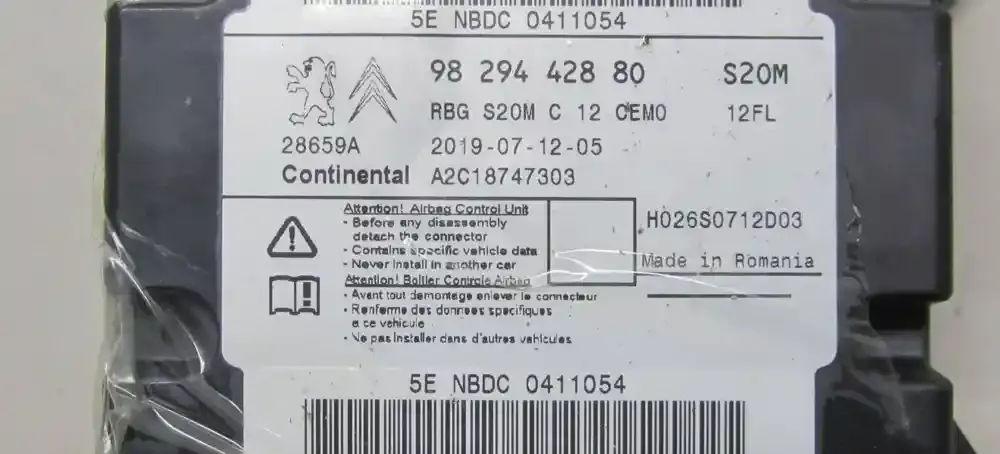 5E NBDC 0411054
98 294 428 80 S20M
RBG S20M C 12 CEMO 12FL
28659A 2019-07-12-05
Continental A2C18747303
Attention! Airbag Control Unit
- Before any disassembly
detach the connector
- Contains specific vehicle data
- Never install in another car
Attention! Boîtier Controle Airbag
- Avant tout demontage enlever le connecteur
- Renferme des donnees specifiques
a ce vehicule
- Ne pas installer dans d'autres vehicules
H026S0712D03
Made in Romania
5E NBDC 0411054